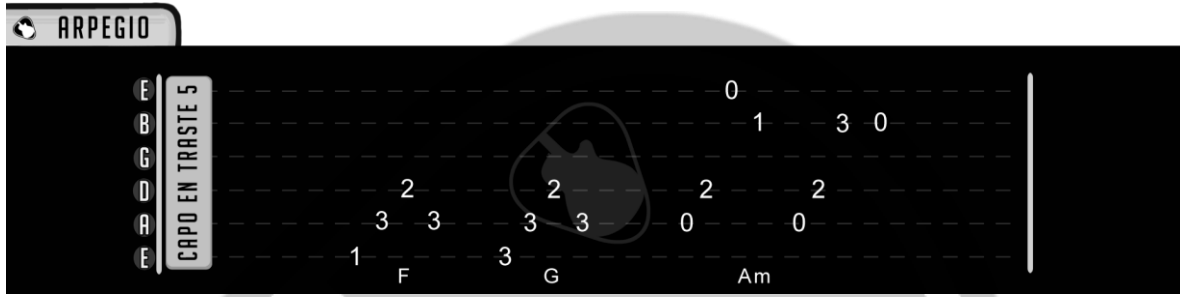 ARPEGIO
CAPO EN TRASTE 5
E 0
B 1 3 0
G
D 2 2 2 2
A 3 3 3 3 0 0
E 1 3
F G Am